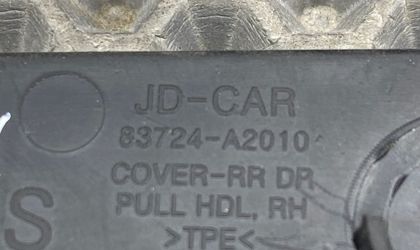 JD-CAR
83724-A2010
COVER-RR DR
PULL HDL, RH
>TPE<
S